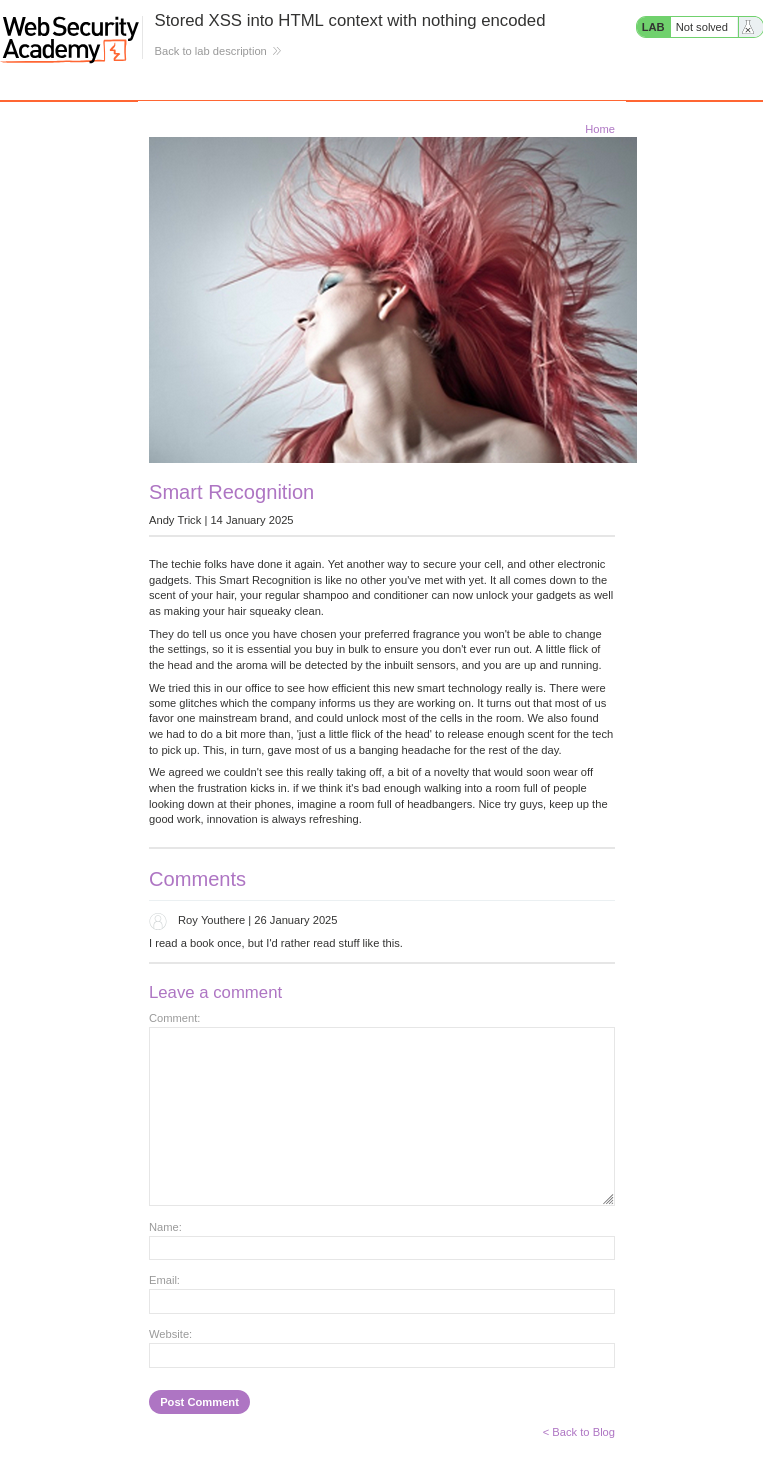 Web Security
Academy
Stored XSS into HTML context with nothing encoded
Back to lab description
LAB Not solved
Home
Smart Recognition
Andy Trick | 14 January 2025
The techie folks have done it again. Yet another way to secure your cell, and other electronic
gadgets. This Smart Recognition is like no other you've met with yet. It all comes down to the
scent of your hair, your regular shampoo and conditioner can now unlock your gadgets as well
as making your hair squeaky clean.
They do tell us once you have chosen your preferred fragrance you won't be able to change
the settings, so it is essential you buy in bulk to ensure you don't ever run out. A little flick of
the head and the aroma will be detected by the inbuilt sensors, and you are up and running.
We tried this in our office to see how efficient this new smart technology really is. There were
some glitches which the company informs us they are working on. It turns out that most of us
favor one mainstream brand, and could unlock most of the cells in the room. We also found
we had to do a bit more than, 'just a little flick of the head' to release enough scent for the tech
to pick up. This, in turn, gave most of us a banging headache for the rest of the day.
We agreed we couldn't see this really taking off, a bit of a novelty that would soon wear off
when the frustration kicks in. if we think it's bad enough walking into a room full of people
looking down at their phones, imagine a room full of headbangers. Nice try guys, keep up the
good work, innovation is always refreshing.
Comments
Roy Youthere | 26 January 2025
I read a book once, but I'd rather read stuff like this.
Leave a comment
Comment:
Name:
Email:
Website:
Post Comment
< Back to Blog